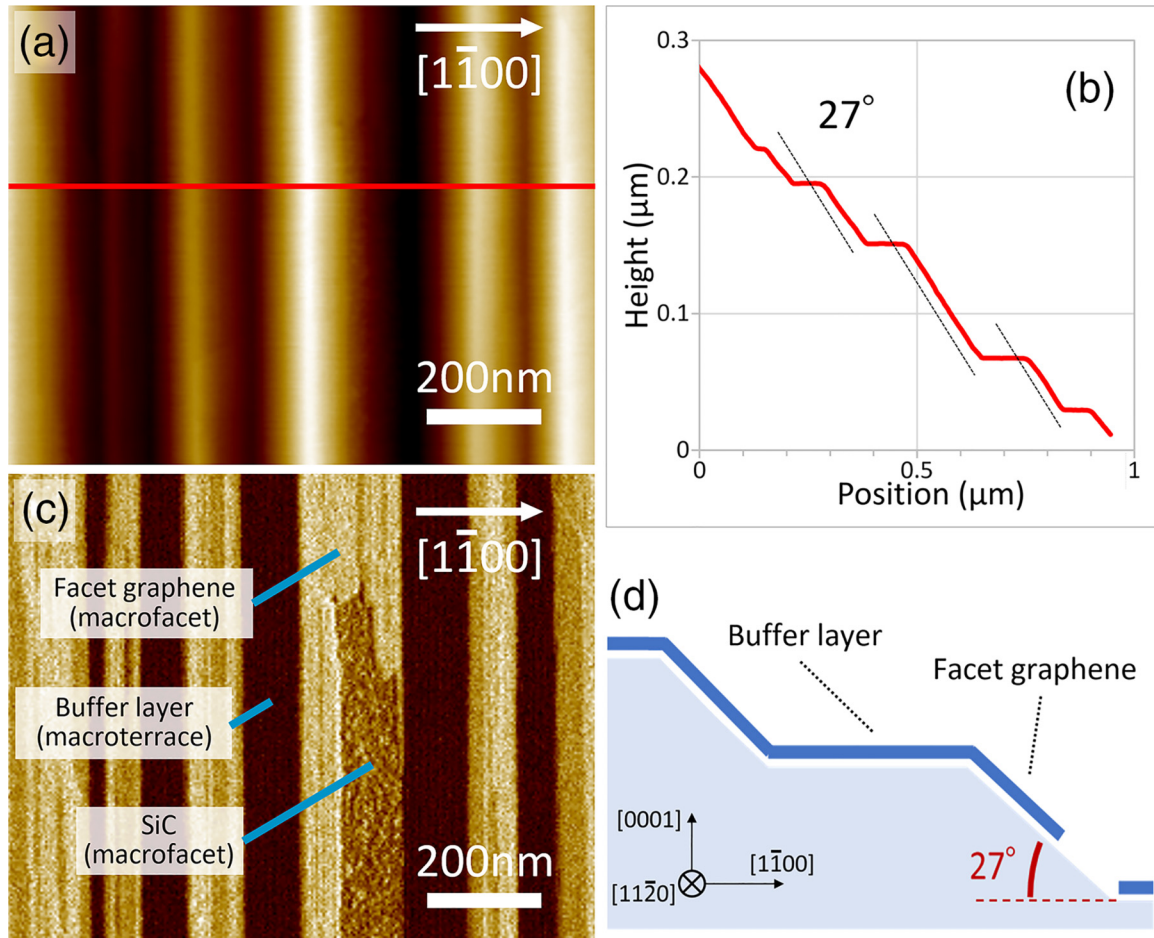 (a)
[11̅00]
200nm
(b)
0.3
0.2
0.1
0
Height (µm)
27°
0
0.5
1
Position (µm)
(c)
[11̅00]
Facet graphene
(macrofacet)
Buffer layer
(macroterrace)
SiC
(macrofacet)
200nm
(d)
Buffer layer
Facet graphene
[0001]
[11̅00]
[112̅0]
27°